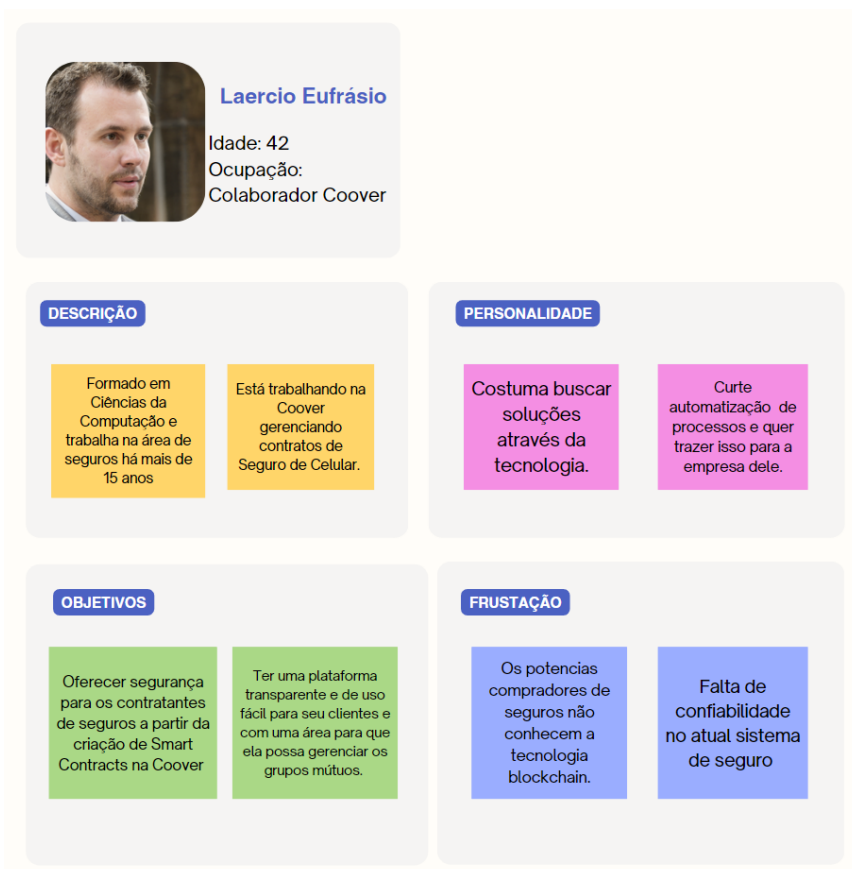 Laercio Eufrásio
Idade: 42
Ocupação:
Colaborador Coover
DESCRIÇÃO
Formado em
Ciências da
Computação e
trabalha na área de
seguros há mais de
15 anos
Está trabalhando na
Coover
gerenciando
contratos de
Seguro de Celular.
PERSONALIDADE
Costuma buscar
soluções
através da
tecnologia.
Curte
automatização de
processos e quer
trazer isso para a
empresa dele.
OBJETIVOS
Oferecer segurança
para os contratantes
de seguros a partir da
criação de Smart
Contracts na Coover
Ter uma plataforma
transparente e de uso
fácil para seu clientes e
com uma área para que
ela possa gerenciar os
grupos mútuos.
FRUSTAÇÃO
Os potencias
compradores de
seguros não
conhecem a
tecnologia
blockchain.
Falta de
confiabilidade
no atual sistema
de seguro